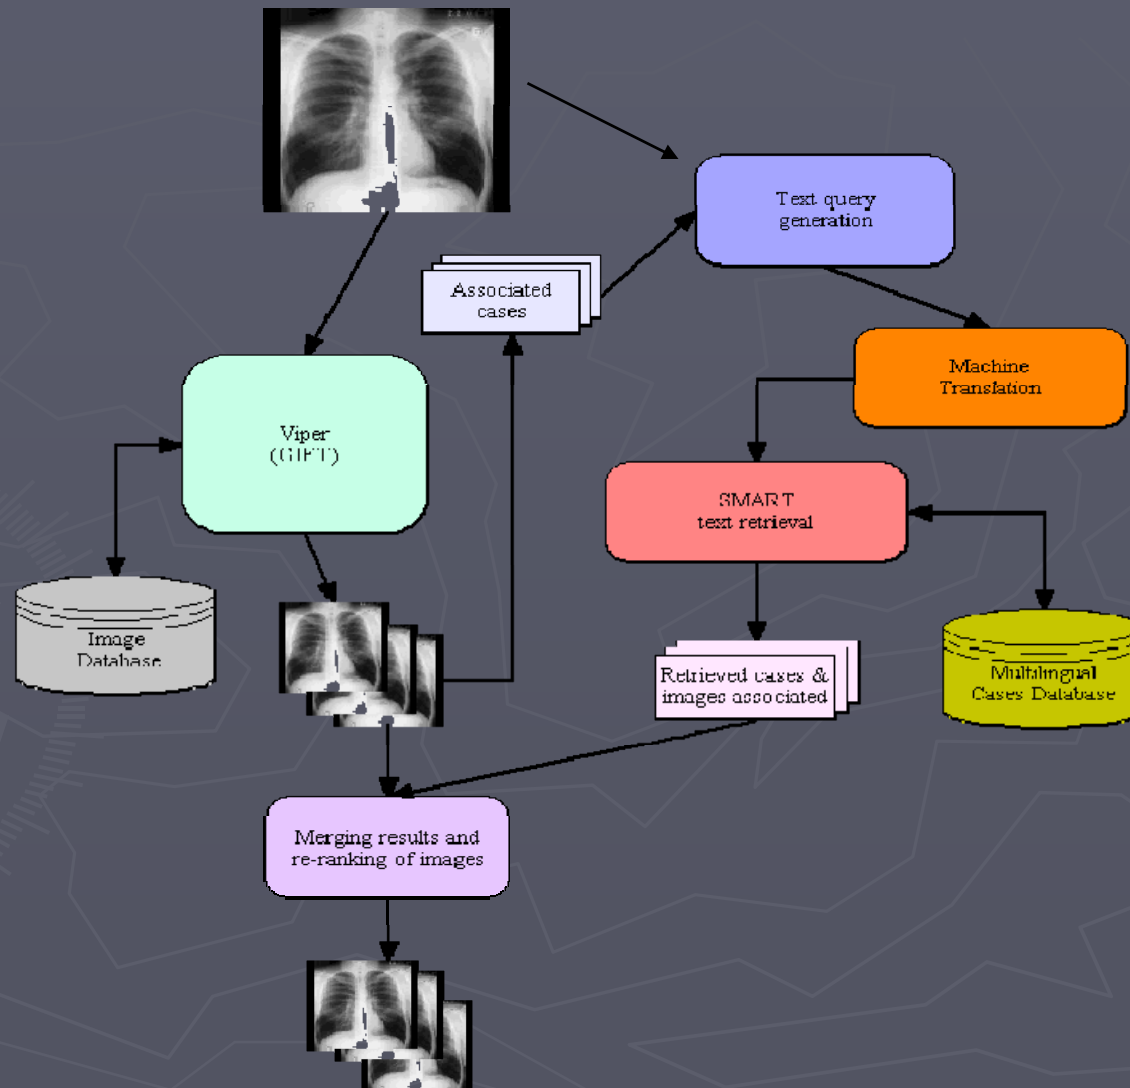 Text query
generation
Associated
cases
Machine
Translation
Viper
(GIFT)
SMART
text retrieval
Image
Database
Retrieved cases &
images associated
Multilingual
Cases Database
Merging results and
re-ranking of images